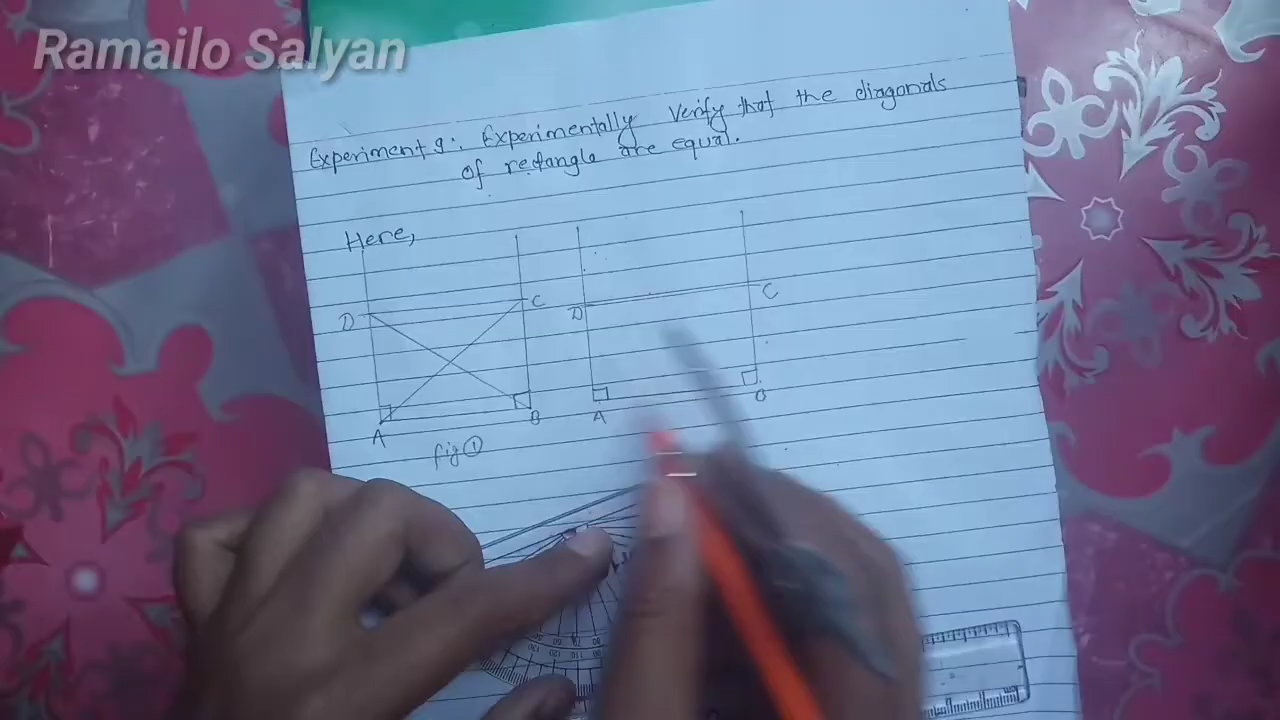 Ramailo Salyan
Experiment 9:. Experimentally Verify that the diagonals
of rectangle are equal.
Here,
D C D C
A B A B
fig ①